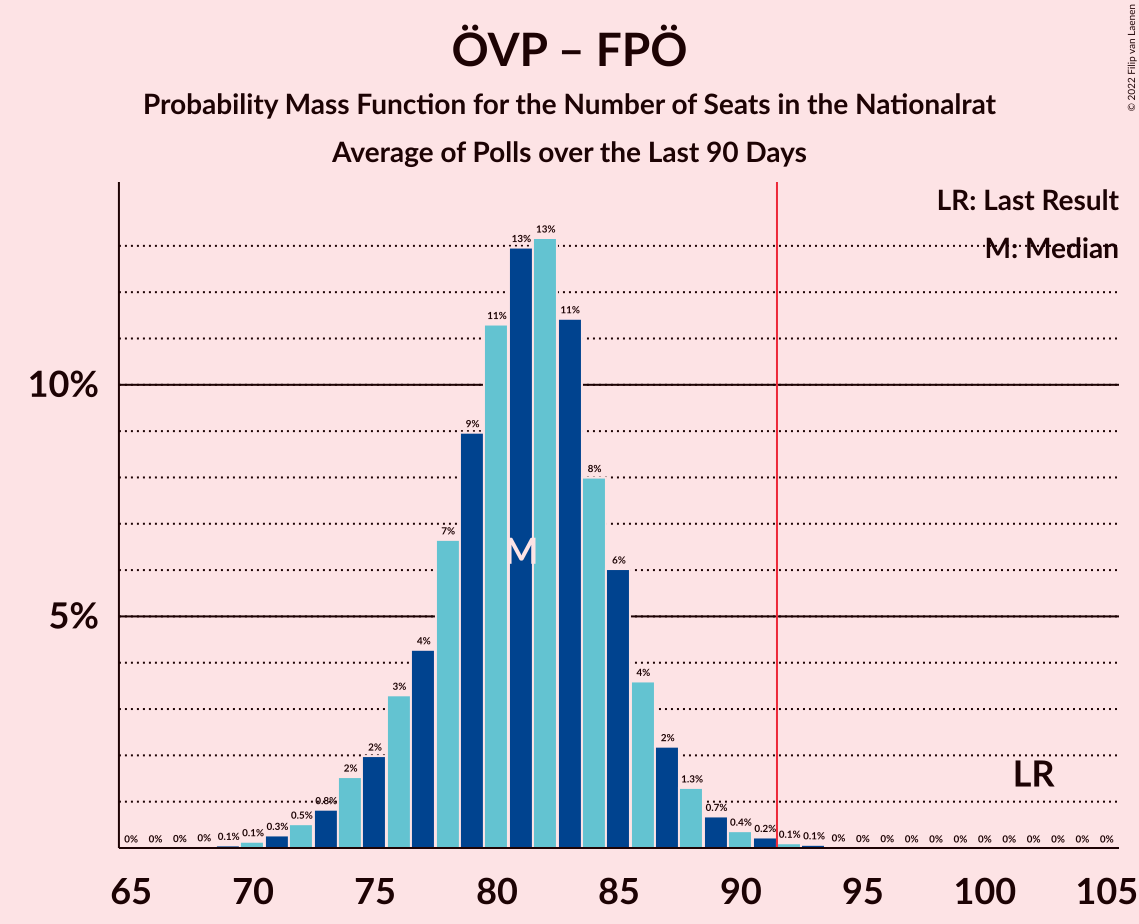 ÖVP – FPÖ
Probability Mass Function for the Number of Seats in the Nationalrat
Average of Polls over the Last 90 Days
© 2022 Filip van Laenen
LR: Last Result
M: Median
10%
5%
0% 0% 0% 0% 0.1% 0.1% 0.3% 0.5% 0.8% 2% 2% 3% 4% 7% 9% 11% 13% 13% 11% 8% 6% 4% 2% 1.3% 0.7% 0.4% 0.2% 0.1% 0.1% 0% 0% 0% 0% 0% 0% 0% 0% 0% 0% 0% 0%
M
LR
65 70 75 80 85 90 95 100 105